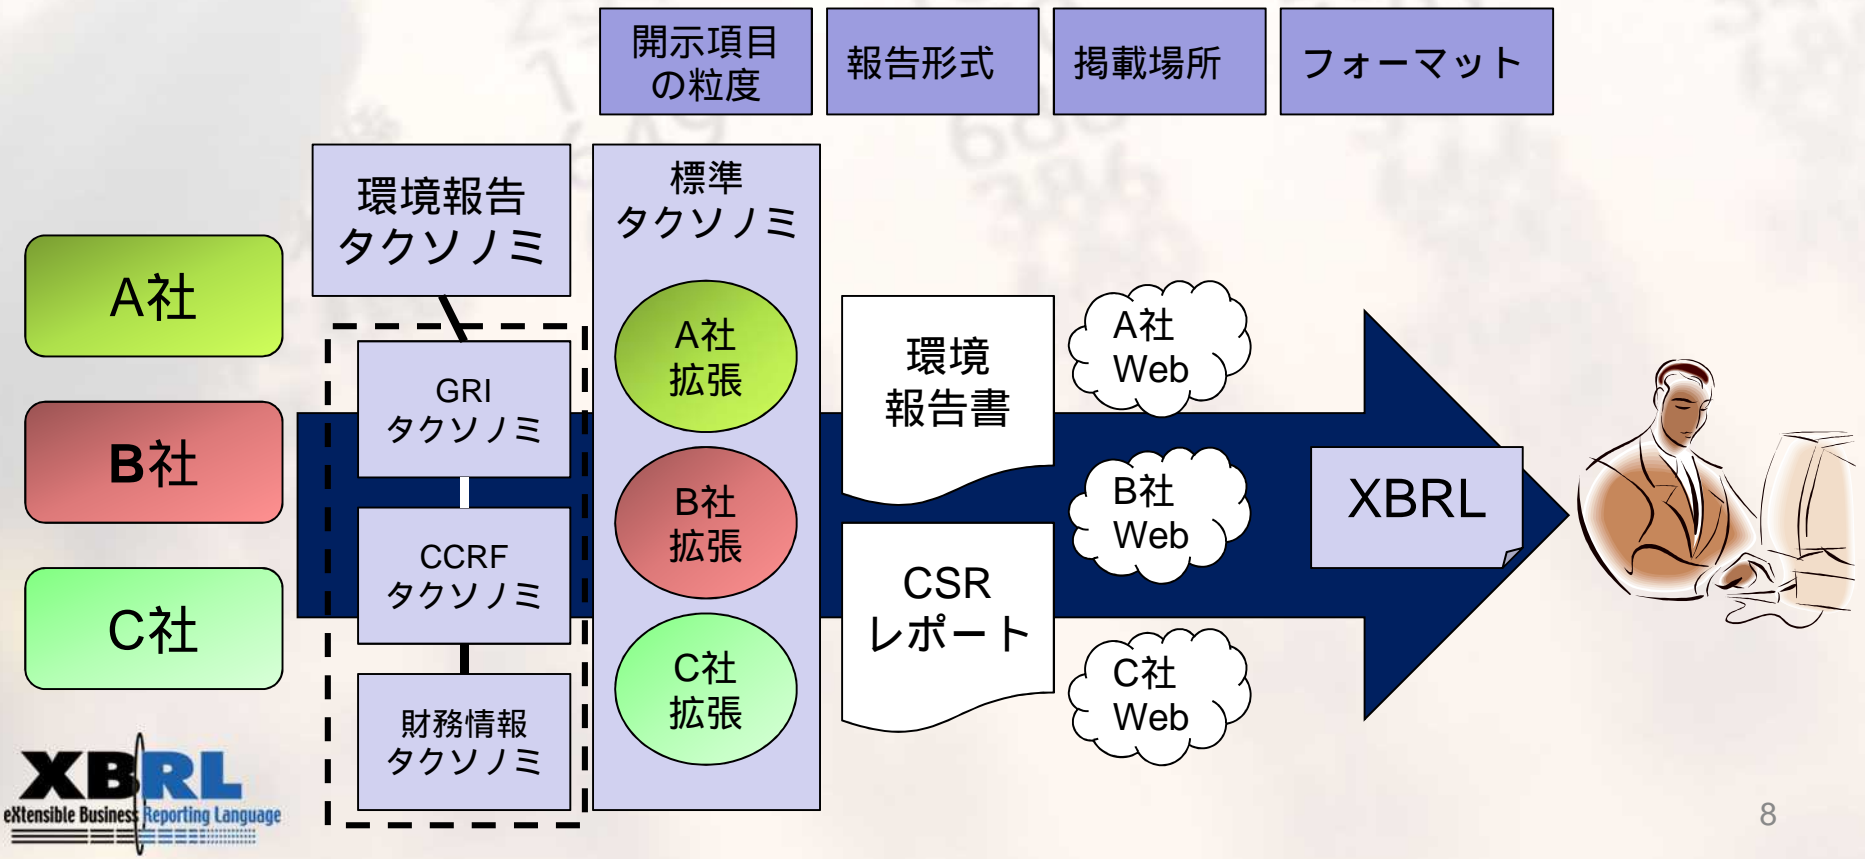 開示項目
の粒度
報告形式
掲載場所
フォーマット
環境報告
タクソノミ
標準
タクソノミ
A社
B社
C社
GRI
タクソノミ
CCRF
タクソノミ
財務情報
タクソノミ
A社
拡張
B社
拡張
C社
拡張
環境
報告書
CSR
レポート
A社
Web
B社
Web
C社
Web
XBRL
XBRL
eXtensible Business Reporting Language
8